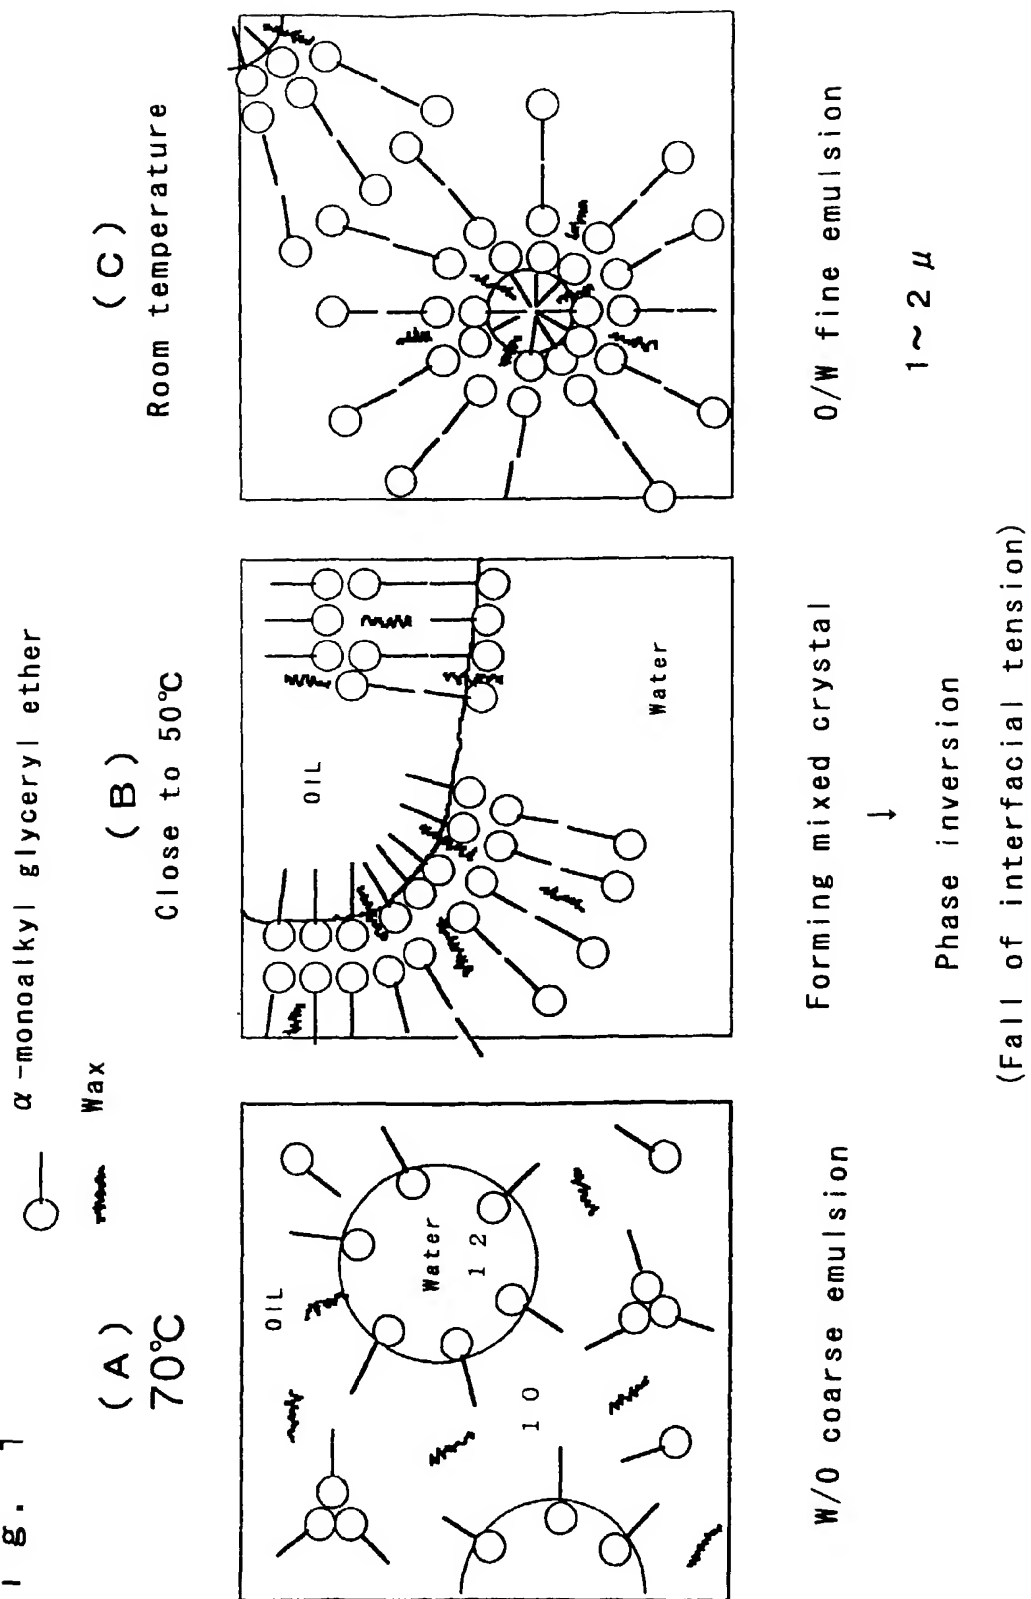 ig. 1
α-monoalkyl glyceryl ether
Wax
(A)
70°C
OIL
Water
12
10
W/O coarse emulsion
(B)
Close to 50°C
OIL
Water
Forming mixed crystal
↓
Phase inversion
(Fall of interfacial tension)
(C)
Room temperature
O/W fine emulsion
1~2 μ